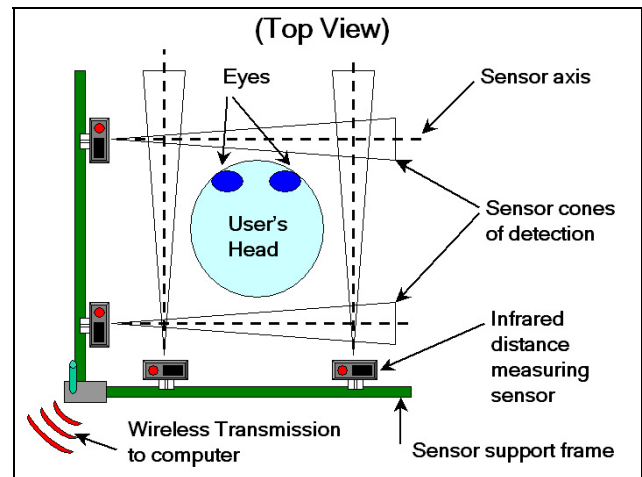 (Top View)
Eyes
Sensor axis
User's
Head
Sensor cones
of detection
Infrared
distance
measuring
sensor
Wireless Transmission
to computer
Sensor support frame